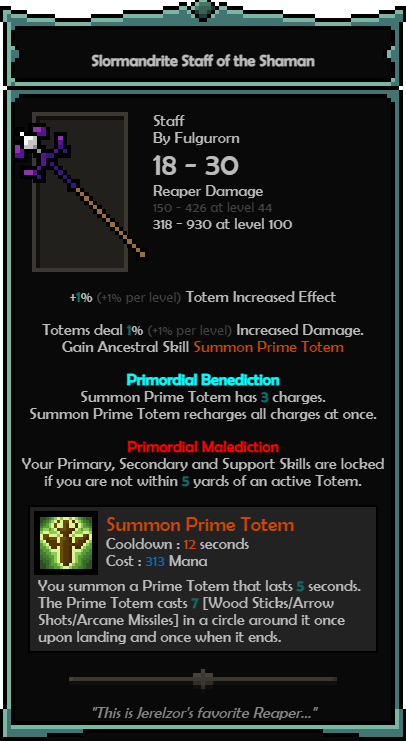 Slormandrite Staff of the Shaman
Staff
By Fulgurorn
18 - 30
Reaper Damage
150 - 426 at level 44
318 - 930 at level 100
+1% (+1% per level) Totem Increased Effect
Totems deal 1% (+1% per level) Increased Damage.
Gain Ancestral Skill Summon Prime Totem
Primordial Benediction
Summon Prime Totem has 3 charges.
Summon Prime Totem recharges all charges at once.
Primordial Malediction
Your Primary, Secondary and Support Skills are locked
if you are not within 5 yards of an active Totem.
Summon Prime Totem
Cooldown : 12 seconds
Cost : 313 Mana
You summon a Prime Totem that lasts 5 seconds.
The Prime Totem casts 7 [Wood Sticks/Arrow
Shots/Arcane Missiles] in a circle around it once
upon landing and once when it ends.
"This is Jerelzor's favorite Reaper..."